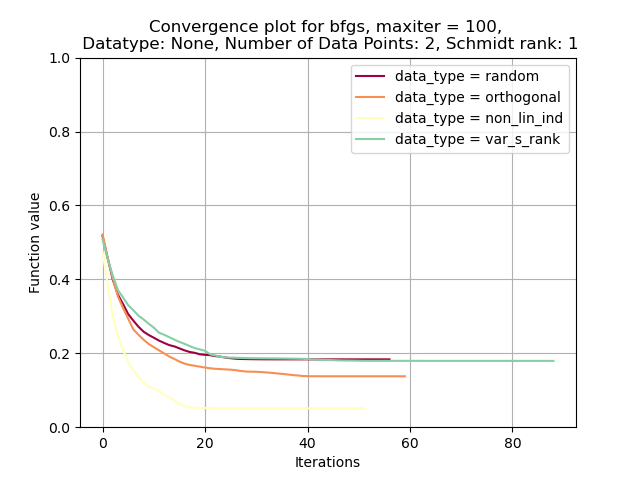 Convergence plot for bfgs, maxiter = 100,
Datatype: None, Number of Data Points: 2, Schmidt rank: 1
data_type = random
data_type = orthogonal
data_type = non_lin_ind
data_type = var_s_rank
Function value
1.0
0.8
0.6
0.4
0.2
0.0
0 20 40 60 80
Iterations